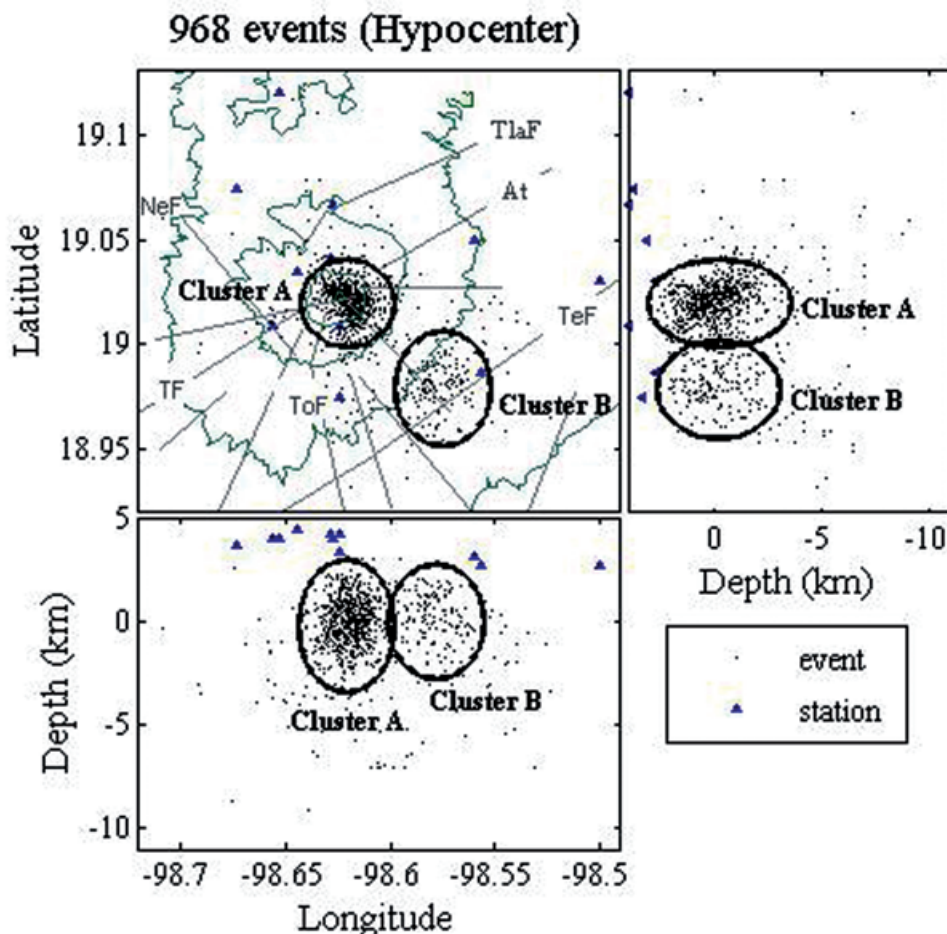 968 events (Hypocenter)
19.1
19.05
19
18.95
Latitude
TlaF
At
NeF
Cluster A
TeF
TF
ToF
Cluster B
Cluster A
Cluster B
0
-5
-10
Depth (km)
5
0
-5
-10
Depth (km)
Cluster A
Cluster B
-98.7
-98.65
-98.6
-98.55
-98.5
Longitude
event
station